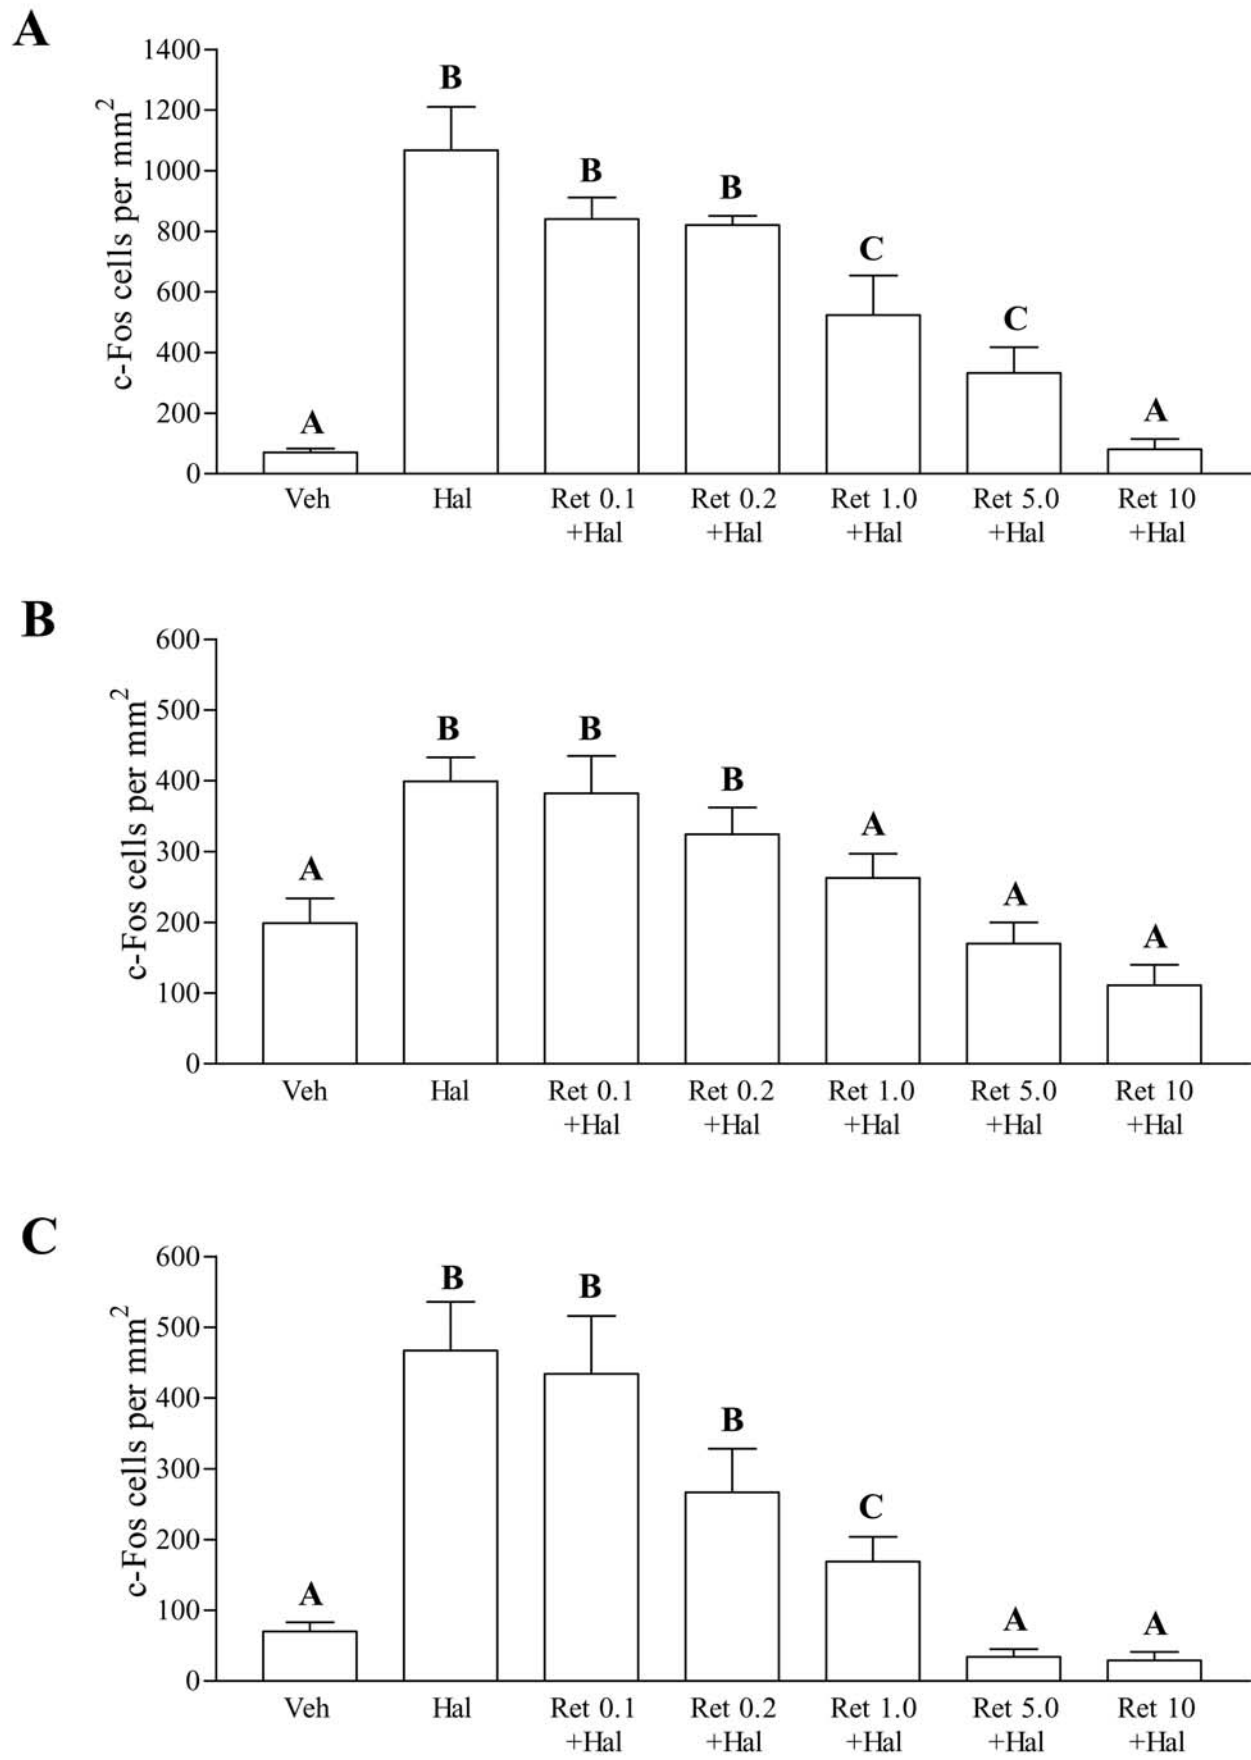 A
c-Fos cells per mm2
1400
1200
1000
800
600
400
200
0
A
B
B
B
C
C
A
Veh
Hal
Ret 0.1
+Hal
Ret 0.2
+Hal
Ret 1.0
+Hal
Ret 5.0
+Hal
Ret 10
+Hal
B
c-Fos cells per mm2
600
500
400
300
200
100
0
A
B
B
B
A
A
A
Veh
Hal
Ret 0.1
+Hal
Ret 0.2
+Hal
Ret 1.0
+Hal
Ret 5.0
+Hal
Ret 10
+Hal
C
c-Fos cells per mm2
600
500
400
300
200
100
0
A
B
B
B
C
A
A
Veh
Hal
Ret 0.1
+Hal
Ret 0.2
+Hal
Ret 1.0
+Hal
Ret 5.0
+Hal
Ret 10
+Hal